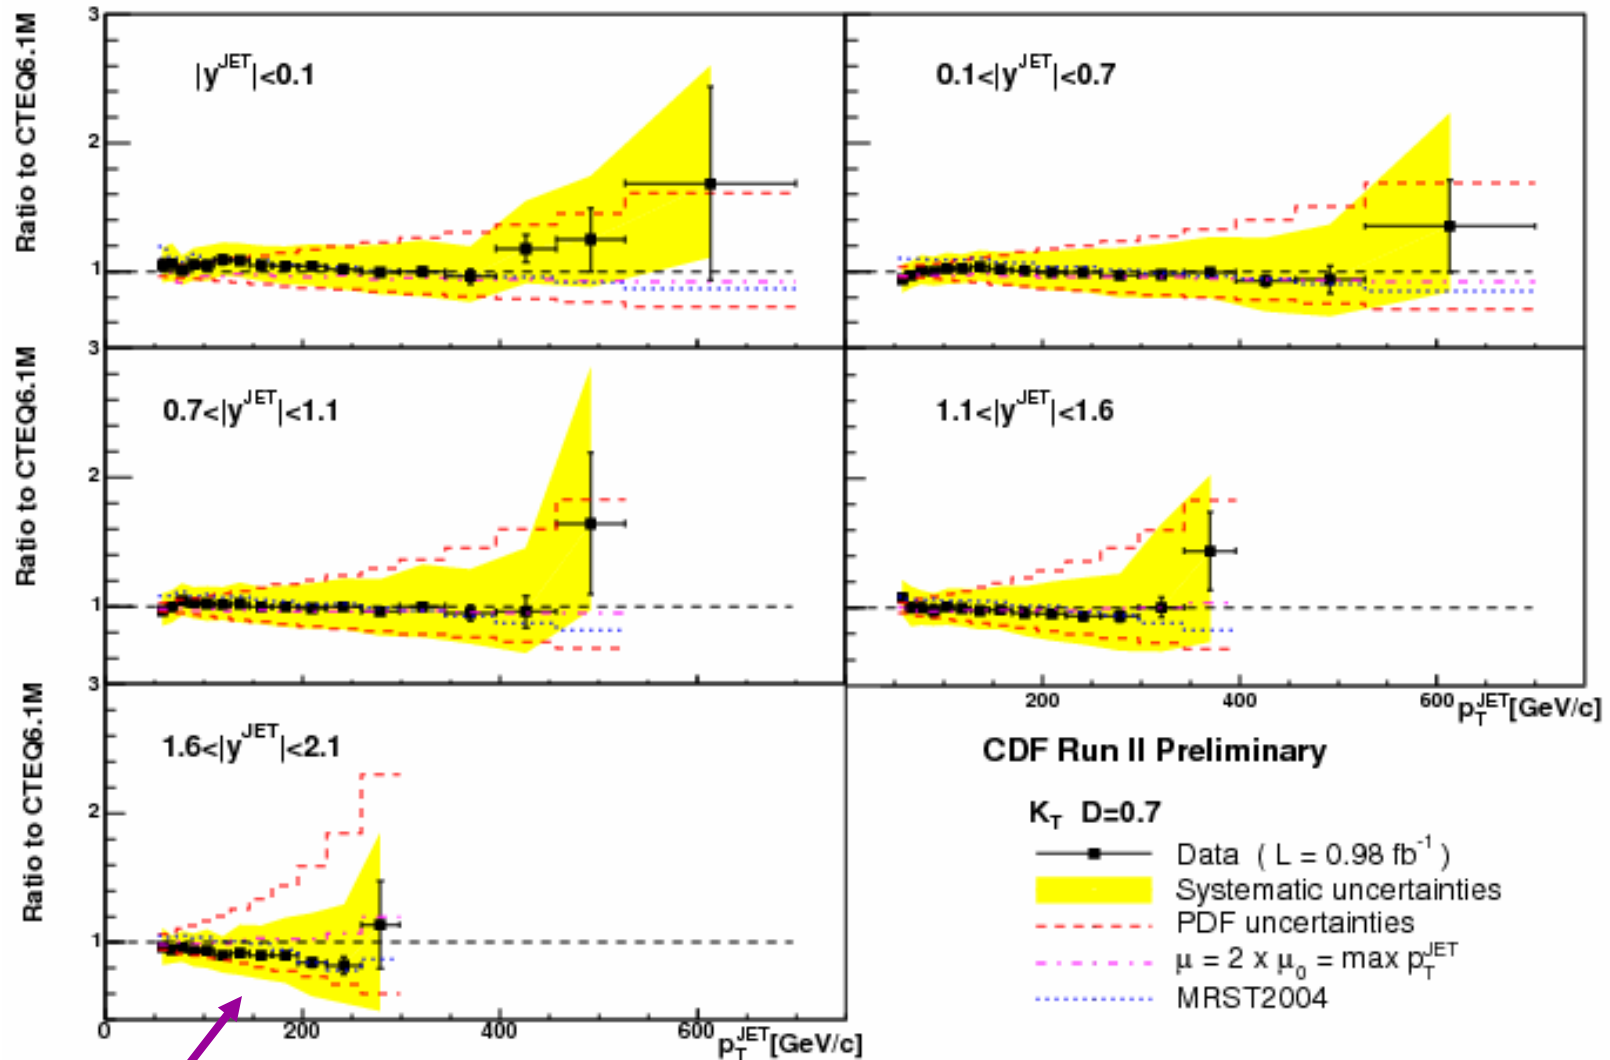 3
2
1
Ratio to CTEQ6.1M
|y^JET|<0.1
0.1<|y^JET|<0.7
3
2
1
Ratio to CTEQ6.1M
0.7<|y^JET|<1.1
1.1<|y^JET|<1.6
200 400 600 p_T^JET[GeV/c]
3
2
1
Ratio to CTEQ6.1M
1.6<|y^JET|<2.1
0 200 400 600 p_T^JET[GeV/c]
CDF Run II Preliminary
K_T D=0.7
Data ( L = 0.98 fb^-1 )
Systematic uncertainties
PDF uncertainties
μ = 2 x μ_0 = max p_T^JET
MRST2004